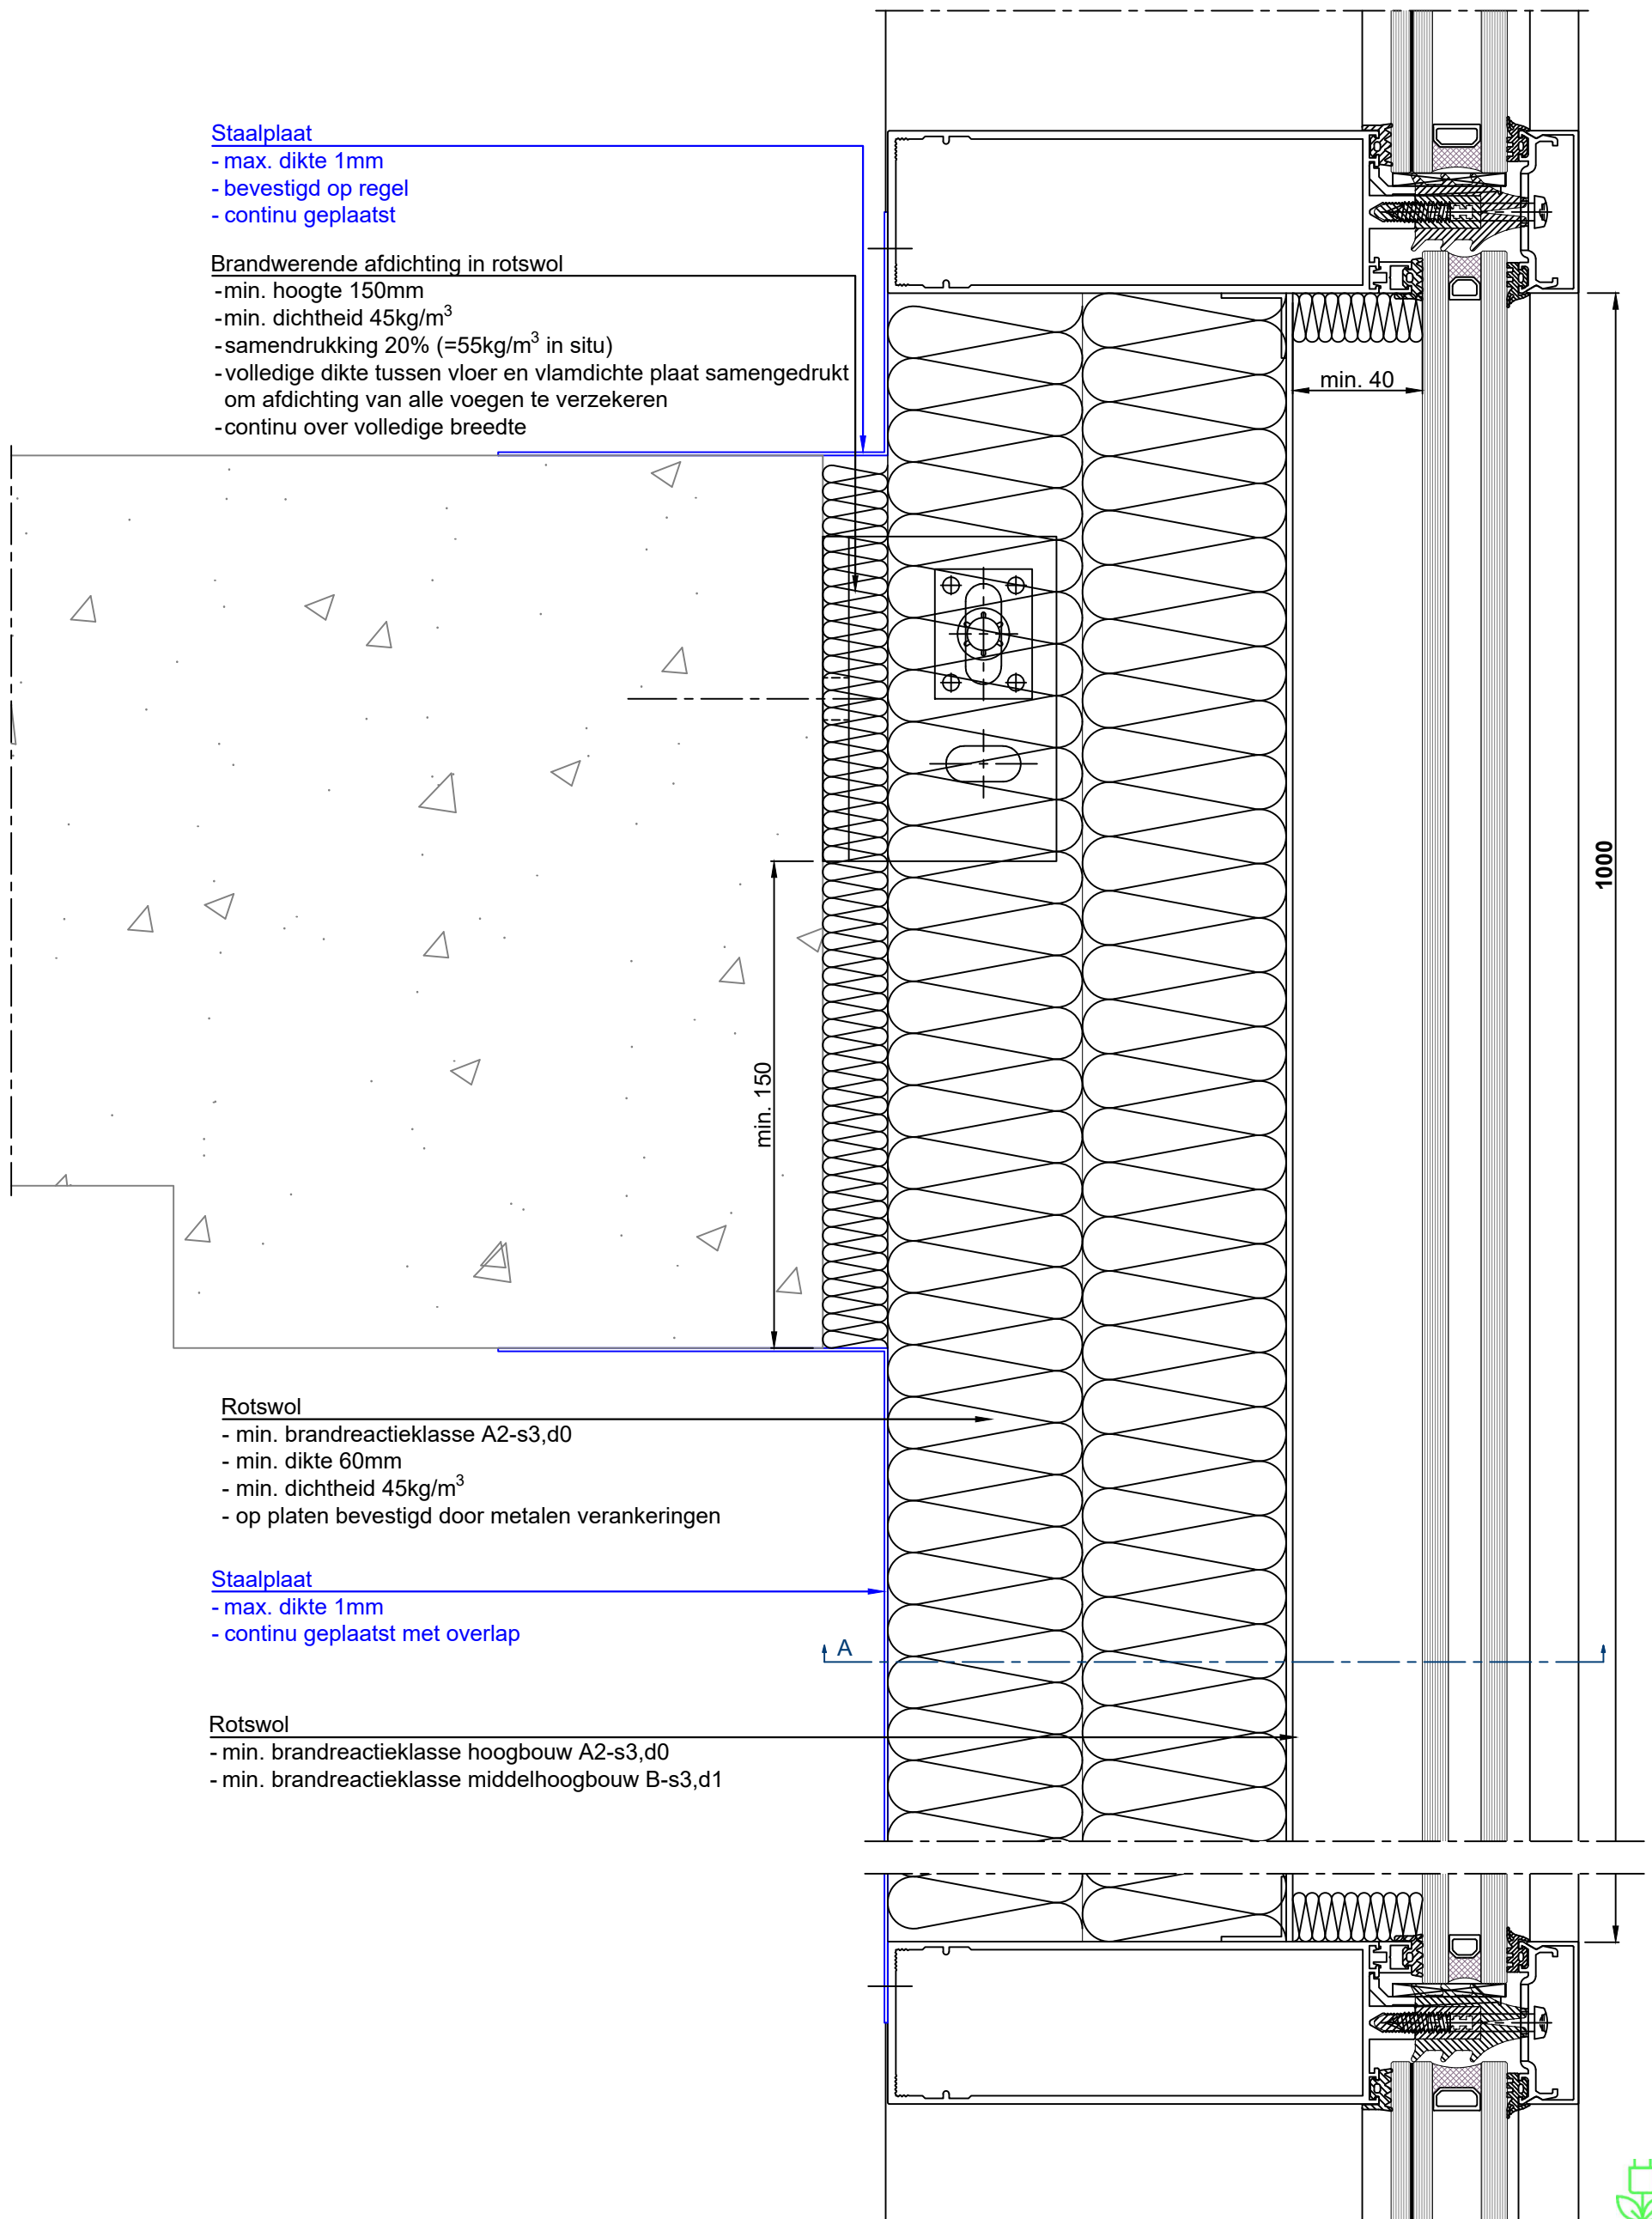 Staalplaat
- max. dikte 1mm
- bevestigd op regel
- continu geplaatst
Brandwerende afdichting in rotswol
-min. hoogte 150mm
-min. dichtheid 45kg/m³
-samendrukking 20% (=55kg/m³ in situ)
-volledige dikte tussen vloer en vlamdichte plaat samengedrukt
om afdichting van alle voegen te verzekeren
-continu over volledige breedte
min. 40
1000
min. 150
Rotswol
- min. brandreactieklasse A2-s3,d0
- min. dikte 60mm
- min. dichtheid 45kg/m³
- op platen bevestigd door metalen verankeringen
Staalplaat
- max. dikte 1mm
- continu geplaatst met overlap
A
Rotswol
- min. brandreactieklasse hoogbouw A2-s3,d0
- min. brandreactieklasse middelhoogbouw B-s3,d1